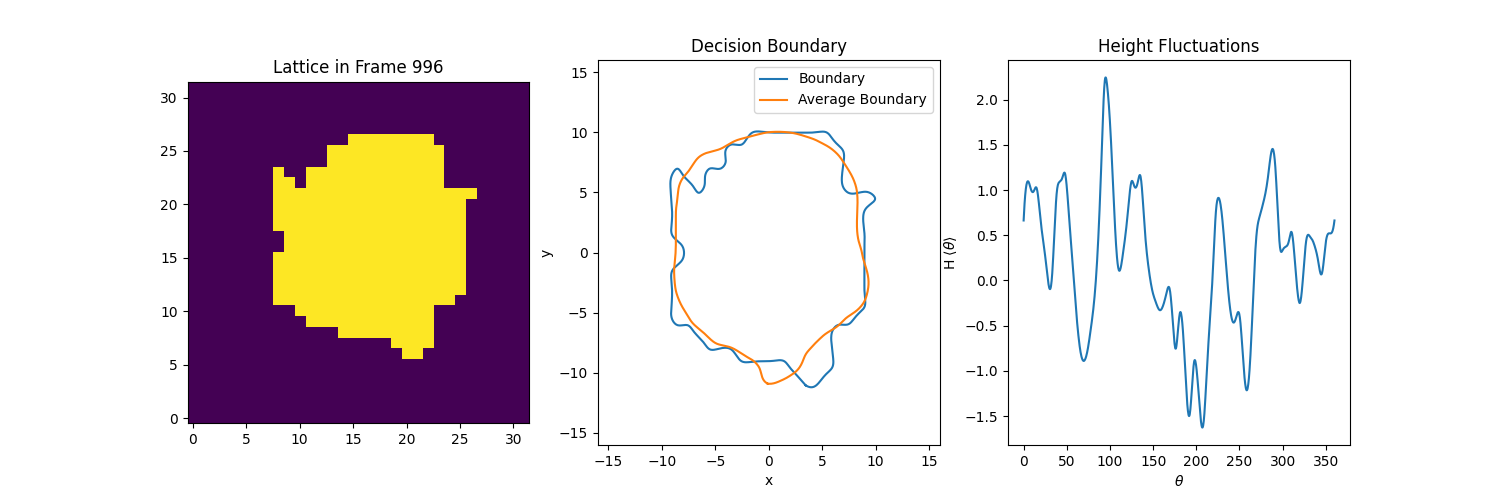 Lattice in Frame 996
30
25
20
15
10
5
0
0 5 10 15 20 25 30
Decision Boundary
Boundary
Average Boundary
15
10
5
0
−5
−10
−15
y
−15 −10 −5 0 5 10 15
x
Height Fluctuations
2.0
1.5
1.0
0.5
0.0
−0.5
−1.0
−1.5
H ⟨θ⟩
0 50 100 150 200 250 300 350
θ